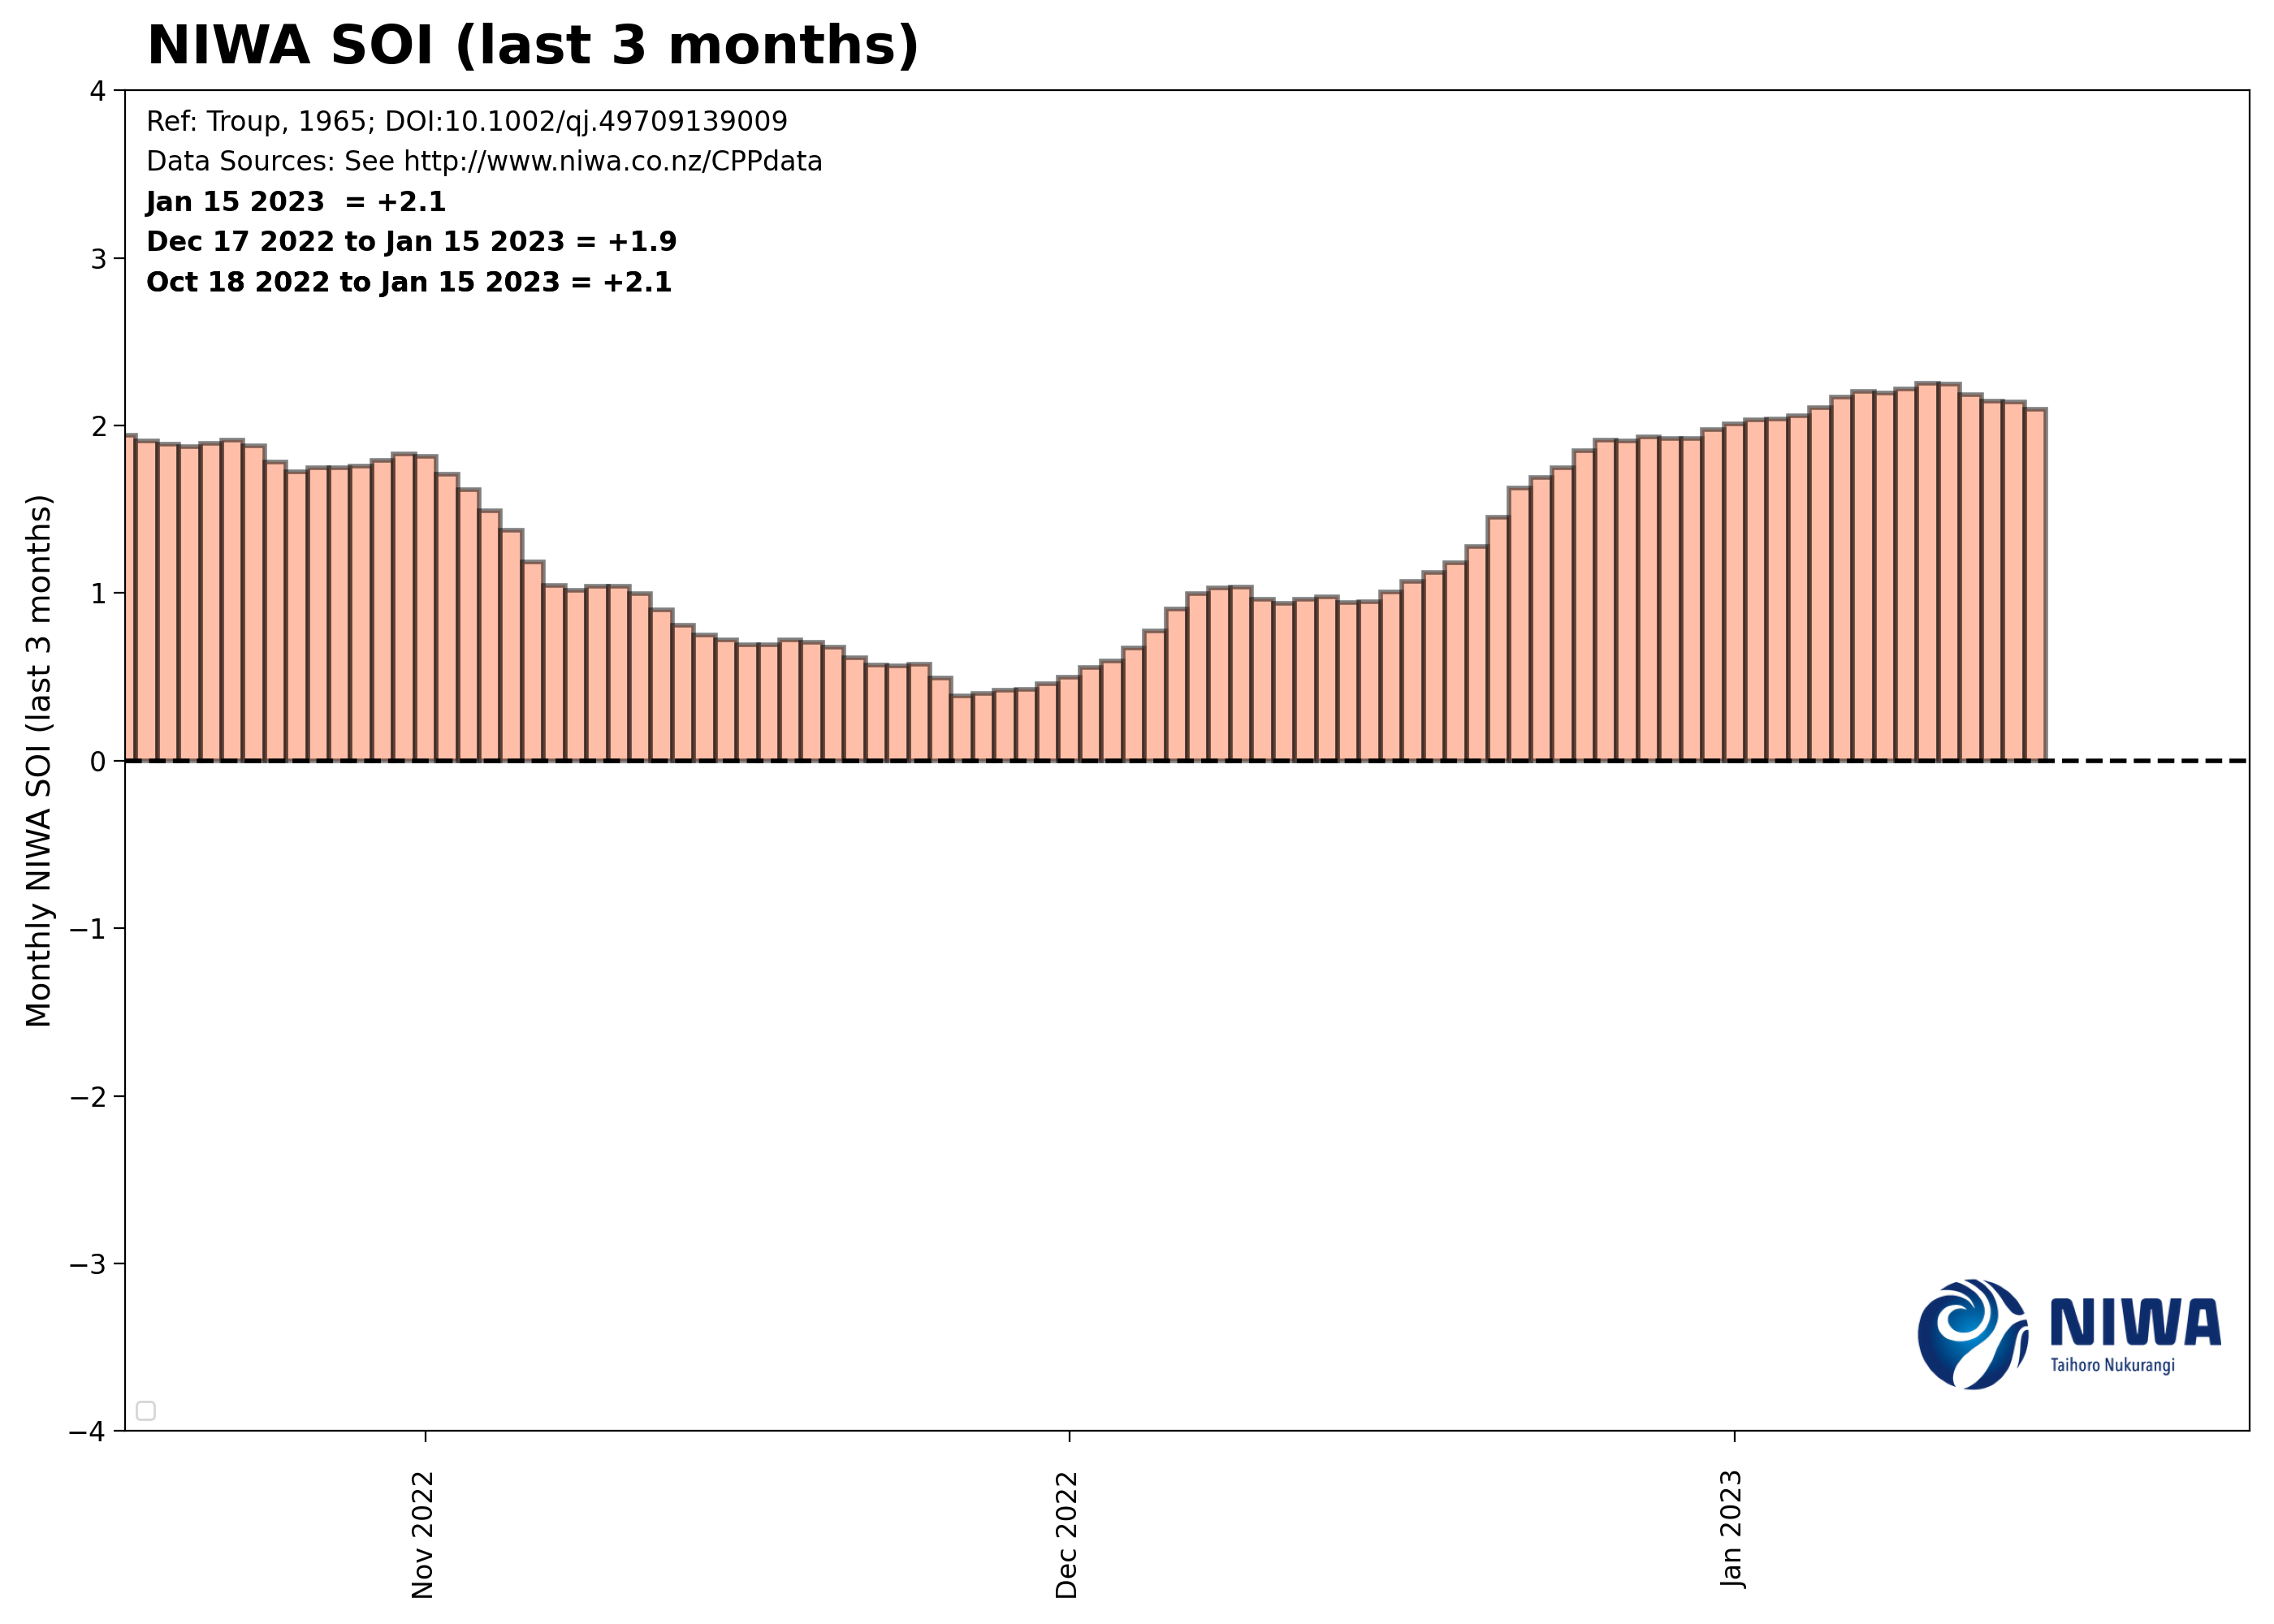 NIWA SOI (last 3 months)
Ref: Troup, 1965; DOI:10.1002/qj.49709139009
Data Sources: See http://www.niwa.co.nz/CPPdata
Jan 15 2023  = +2.1
Dec 17 2022 to Jan 15 2023 = +1.9
Oct 18 2022 to Jan 15 2023 = +2.1
Monthly NIWA SOI (last 3 months)
4
3
2
1
0
−1
−2
−3
−4
Nov 2022
Dec 2022
Jan 2023
NIWA
Taihoro Nukurangi